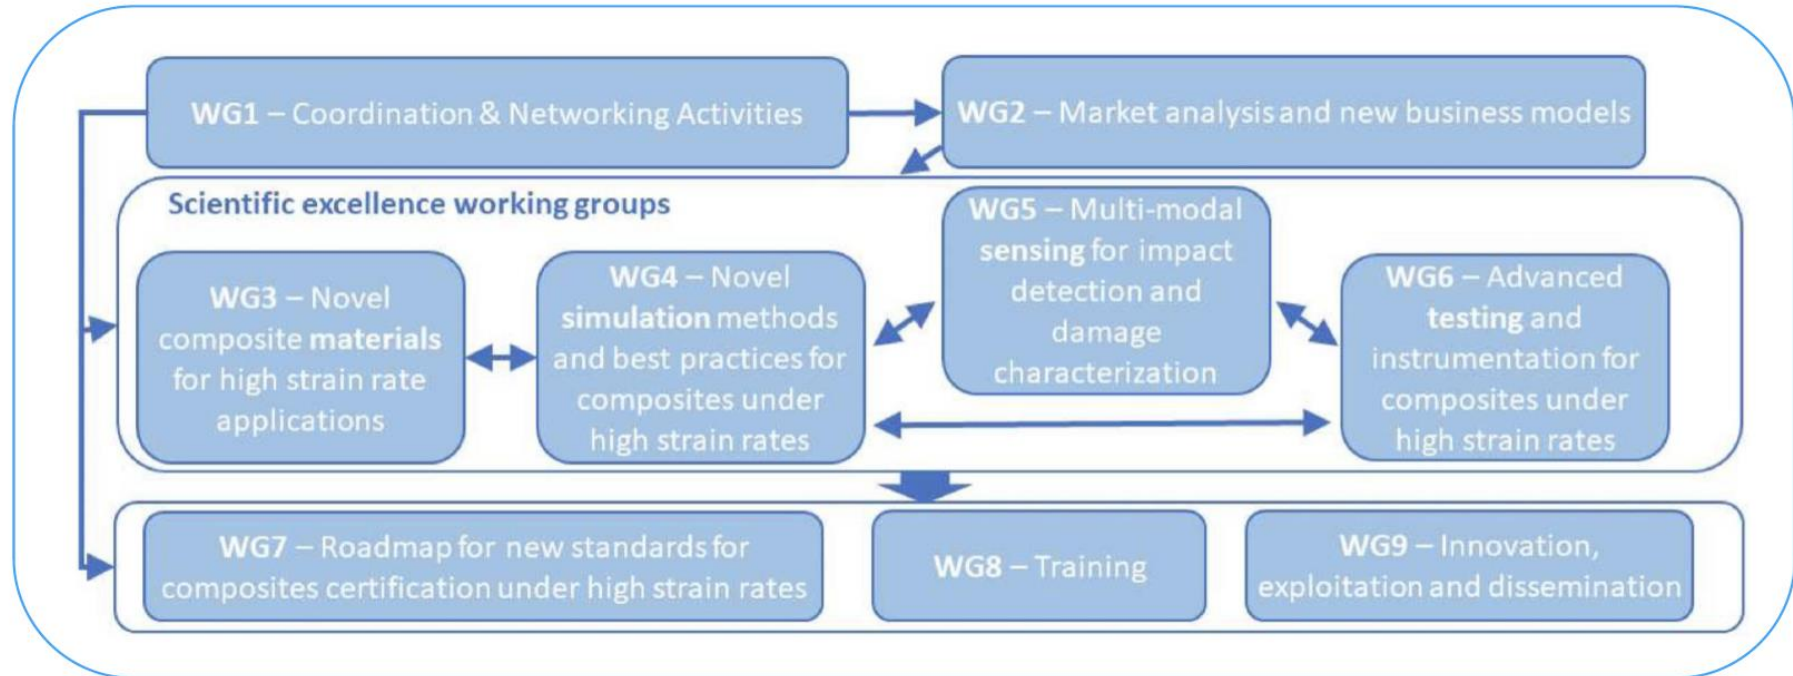 WG1 – Coordination & Networking Activities
WG2 – Market analysis and new business models
Scientific excellence working groups
WG3 – Novel
composite materials
for high strain rate
applications
WG4 – Novel
simulation methods
and best practices for
composites under
high strain rates
WG5 – Multi-modal
sensing for impact
detection and
damage
characterization
WG6 – Advanced
testing and
instrumentation for
composites under
high strain rates
WG7 – Roadmap for new standards for
composites certification under high strain rates
WG8 – Training
WG9 – Innovation,
exploitation and dissemination